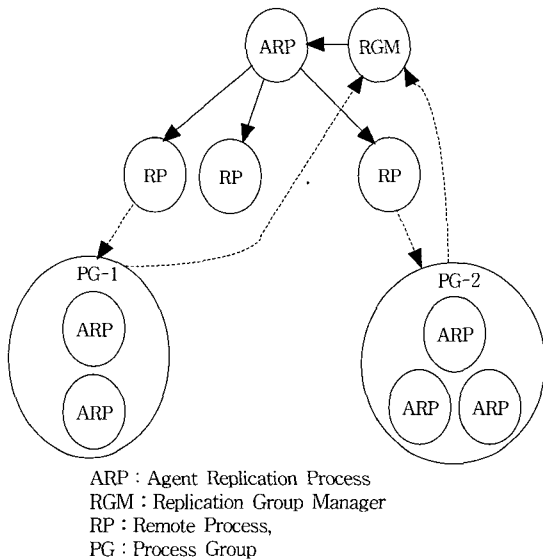 ARP RGM
RP RP RP
PG-1 PG-2
ARP ARP
ARP ARP ARP
ARP : Agent Replication Process
RGM : Replication Group Manager
RP : Remote Process,
PG : Process Group